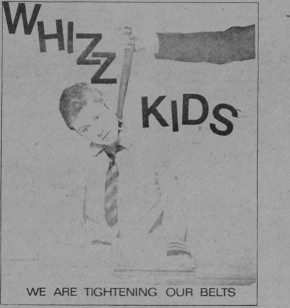 WHIZZ
KIDS
WE ARE TIGHTENING OUR BELTS